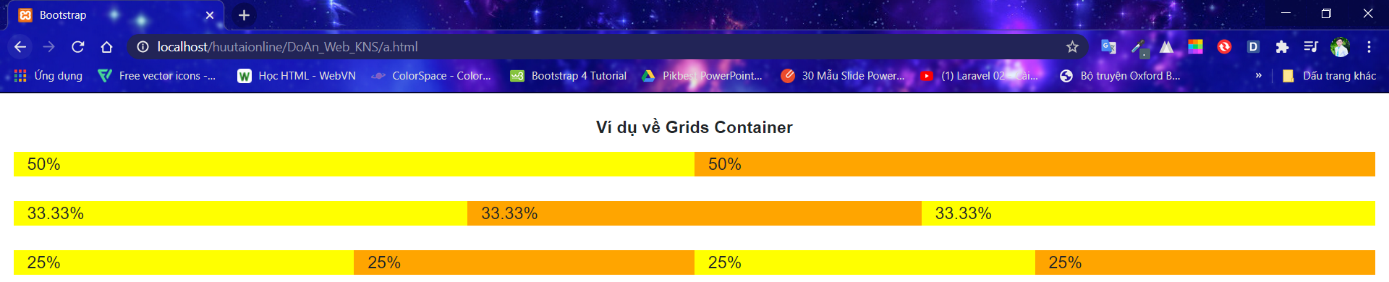 Bootstrap
localhost/huutaionline/DoAn_Web_KNS/a.html
Ứng dụng Free vector icons -... Học HTML - WebVN ColorSpace - Color... Bootstrap 4 Tutorial Pikbest PowerPoint... 30 Mẫu Slide Power... (1) Laravel 02 - Cài... Bộ truyện Oxford B... » Dấu trang khác
Ví dụ về Grids Container
50% 50%
33.33% 33.33% 33.33%
25% 25% 25% 25%